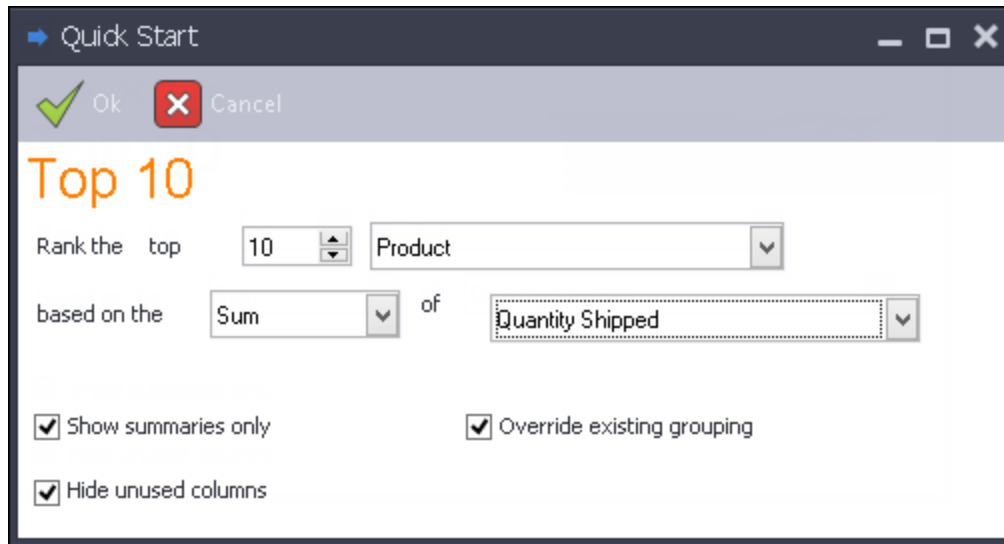 Quick Start
Ok Cancel
Top 10
Rank the top 10 Product
based on the Sum of Quantity Shipped
Show summaries only Override existing grouping
Hide unused columns